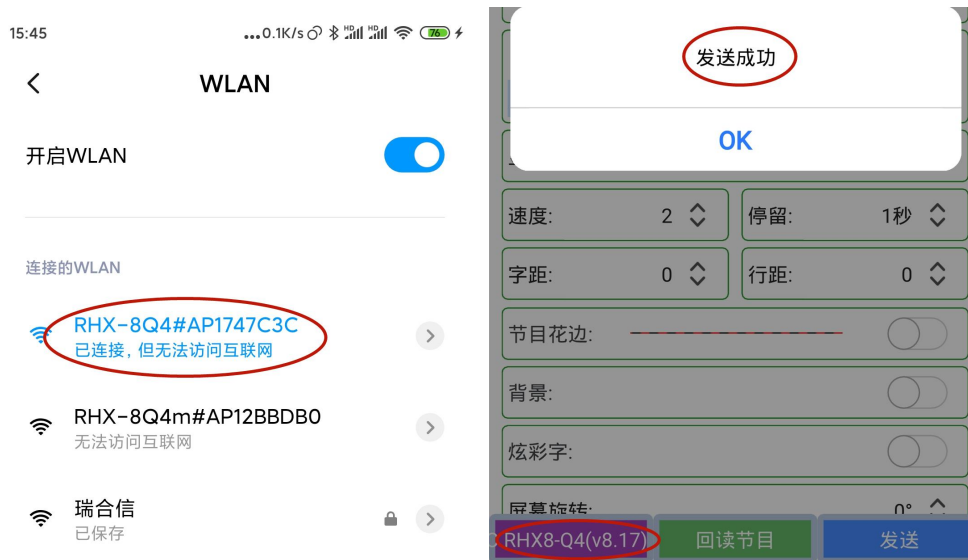 15:45
...0.1K/s HD HD 76
WLAN
开启WLAN
连接的WLAN
RHX-8Q4#AP1747C3C
已连接，但无法访问互联网
RHX-8Q4m#AP12BBDB0
无法访问互联网
瑞合信
已保存
发送成功
OK
速度: 2 停留: 1秒
字距: 0 行距: 0
节目花边:
背景:
炫彩字:
屏幕旋转: 0°
RHX8-Q4(v8.17) 回读节目 发送